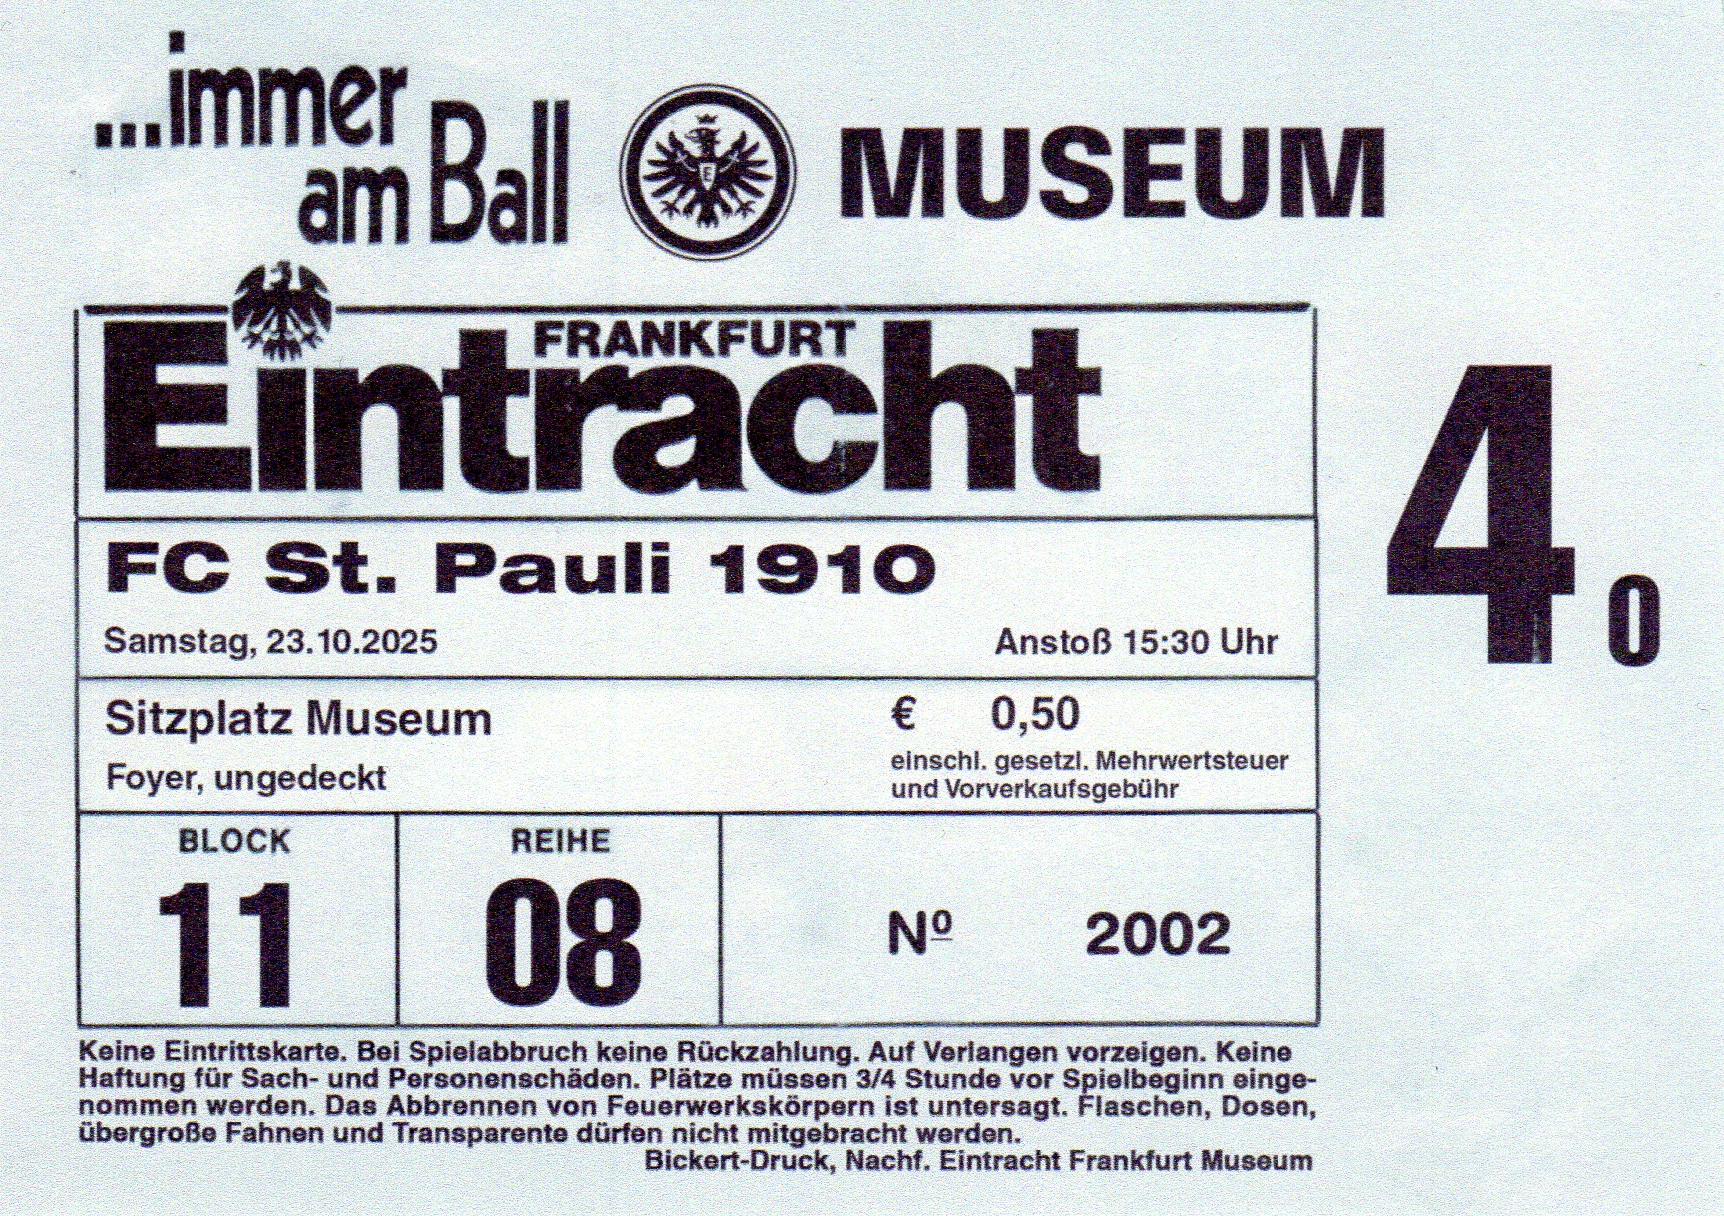 ...immer
am Ball
E
MUSEUM
FRANKFURT
Eintracht
FC St. Pauli 1910
Samstag, 23.10.2025
Anstoß 15:30 Uhr
Sitzplatz Museum
Foyer, ungedeckt
€ 0,50
einschl. gesetzl. Mehrwertsteuer
und Vorverkaufsgebühr
BLOCK
11
REIHE
08
Nº 2002
4 0
Keine Eintrittskarte. Bei Spielabbruch keine Rückzahlung. Auf Verlangen vorzeigen. Keine
Haftung für Sach- und Personenschäden. Plätze müssen 3/4 Stunde vor Spielbeginn einge-
nommen werden. Das Abbrennen von Feuerwerkskörpern ist untersagt. Flaschen, Dosen,
übergroße Fahnen und Transparente dürfen nicht mitgebracht werden.
Bickert-Druck, Nachf. Eintracht Frankfurt Museum